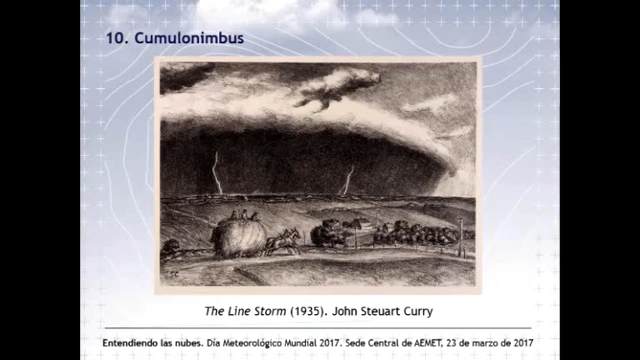 10. Cumulonimbus
The Line Storm (1935). John Steuart Curry
Entendiendo las nubes. Día Meteorológico Mundial 2017. Sede Central de AEMET, 23 de marzo de 2017